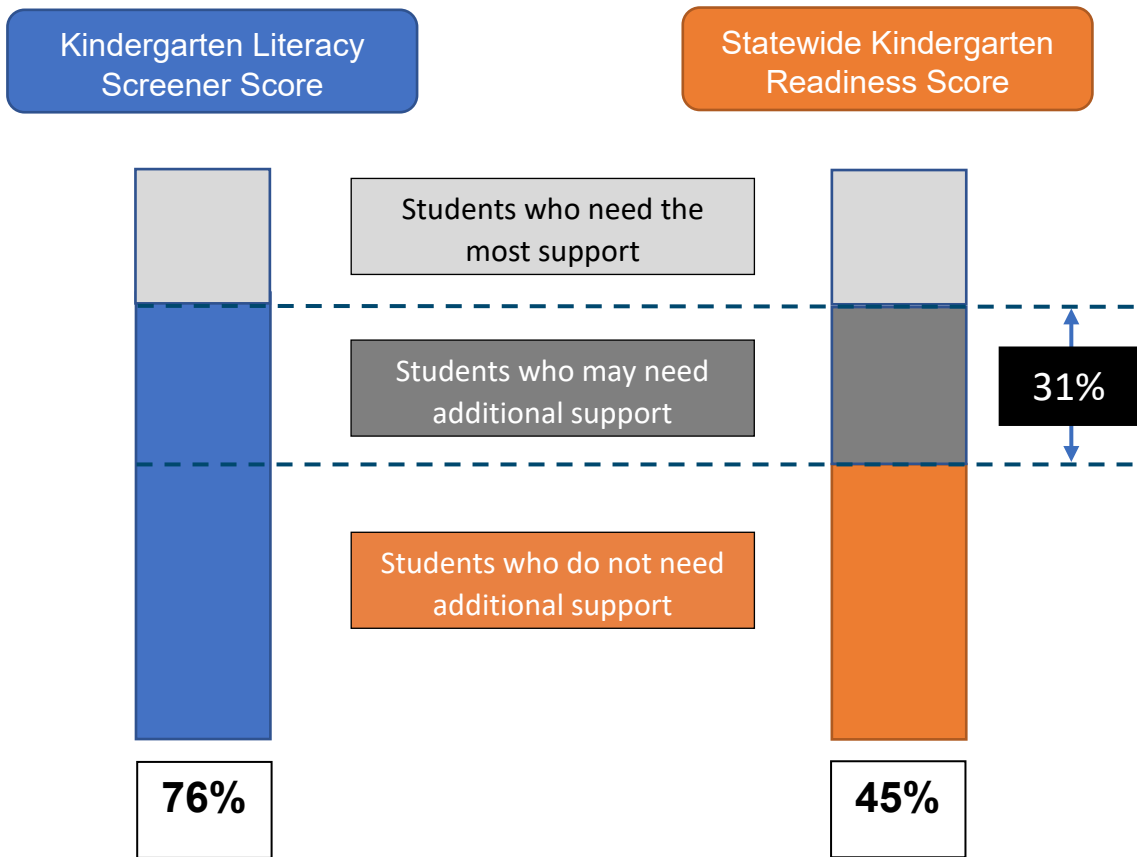 Kindergarten Literacy
Screener Score
Statewide Kindergarten
Readiness Score
Students who need the
most support
Students who may need
additional support
31%
Students who do not need
additional support
76%
45%